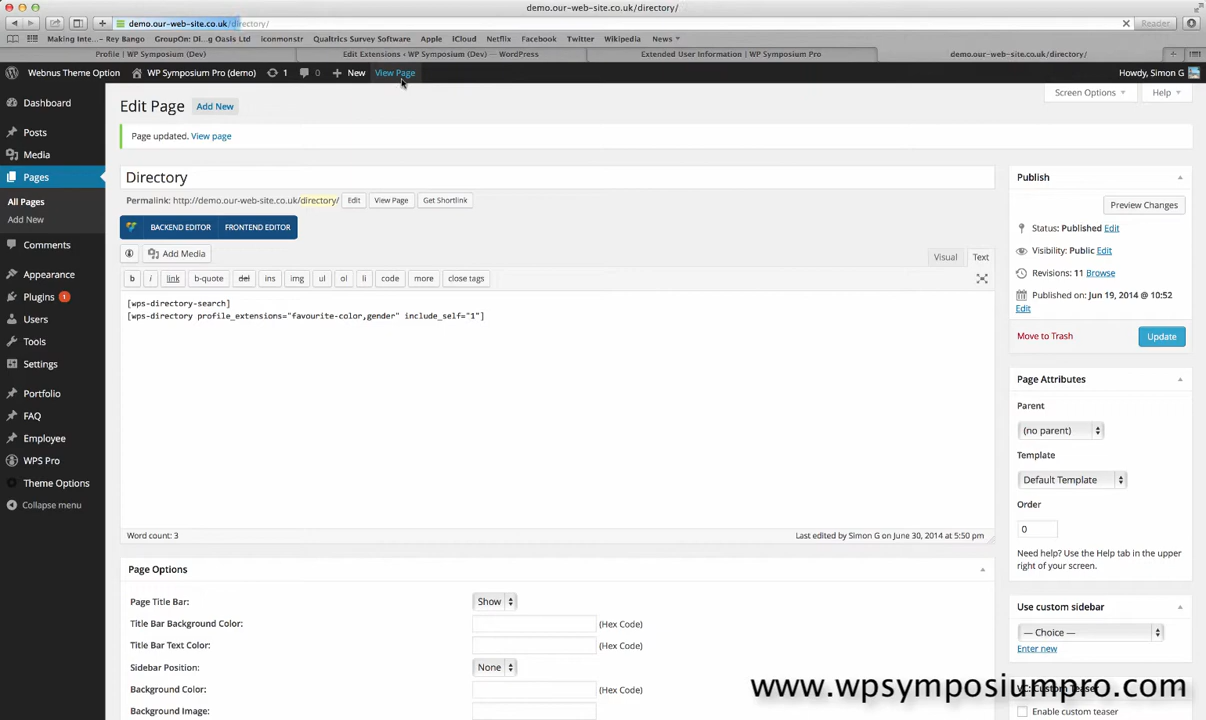 demo.our-web-site.co.uk/directory/
demo.our-web-site.co.uk/directory/
Reader
Making Inte... - Rey Bango
GroupOn: Di...g Oasis Ltd
iconmonstr
Qualtrics Survey Software
Apple
iCloud
Netflix
Facebook
Twitter
Wikipedia
News
Profile | WP Symposium (Dev)
Edit Extensions • WP Symposium (Dev) — WordPress
Extended User Information | WP Symposium Pro
demo.our-web-site.co.uk/directory/
Webnus Theme Option
WP Symposium Pro (demo)
1
0
New
View Page
Howdy, Simon G
Screen Options
Help
Dashboard
Posts
Media
Pages
All Pages
Add New
Comments
Appearance
Plugins 1
Users
Tools
Settings
Portfolio
FAQ
Employee
WPS Pro
Theme Options
Collapse menu
Edit Page
Add New
Page updated. View page
Directory
Permalink: http://demo.our-web-site.co.uk/directory/
Edit
View Page
Get Shortlink
BACKEND EDITOR
FRONTEND EDITOR
Add Media
Visual
Text
b
i
link
b-quote
del
ins
img
ul
ol
li
code
more
close tags
[wps-directory-search]
[wps-directory profile_extensions="favourite-color,gender" include_self="1"]
Word count: 3
Last edited by Simon G on June 30, 2014 at 5:50 pm
Page Options
Page Title Bar:
Show
Title Bar Background Color:
(Hex Code)
Title Bar Text Color:
(Hex Code)
Sidebar Position:
None
Background Color:
(Hex Code)
Background Image:
Publish
Preview Changes
Status: Published Edit
Visibility: Public Edit
Revisions: 11 Browse
Published on: Jun 19, 2014 @ 10:52
Edit
Move to Trash
Update
Page Attributes
Parent
(no parent)
Template
Default Template
Order
0
Need help? Use the Help tab in the upper
right of your screen.
Use custom sidebar
— Choice —
Enter new
VC: Custom Teaser
Enable custom teaser
www.wpsymposiumpro.com